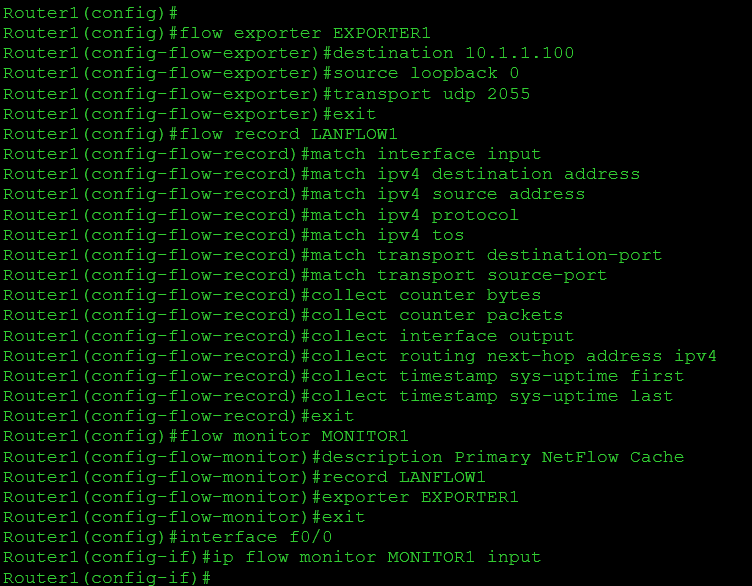 Router1(config)#
Router1(config)#flow exporter EXPORTER1
Router1(config-flow-exporter)#destination 10.1.1.100
Router1(config-flow-exporter)#source loopback 0
Router1(config-flow-exporter)#transport udp 2055
Router1(config-flow-exporter)#exit
Router1(config)#flow record LANFLOW1
Router1(config-flow-record)#match interface input
Router1(config-flow-record)#match ipv4 destination address
Router1(config-flow-record)#match ipv4 source address
Router1(config-flow-record)#match ipv4 protocol
Router1(config-flow-record)#match ipv4 tos
Router1(config-flow-record)#match transport destination-port
Router1(config-flow-record)#match transport source-port
Router1(config-flow-record)#collect counter bytes
Router1(config-flow-record)#collect counter packets
Router1(config-flow-record)#collect interface output
Router1(config-flow-record)#collect routing next-hop address ipv4
Router1(config-flow-record)#collect timestamp sys-uptime first
Router1(config-flow-record)#collect timestamp sys-uptime last
Router1(config-flow-record)#exit
Router1(config)#flow monitor MONITOR1
Router1(config-flow-monitor)#description Primary NetFlow Cache
Router1(config-flow-monitor)#record LANFLOW1
Router1(config-flow-monitor)#exporter EXPORTER1
Router1(config-flow-monitor)#exit
Router1(config)#interface f0/0
Router1(config-if)#ip flow monitor MONITOR1 input
Router1(config-if)#